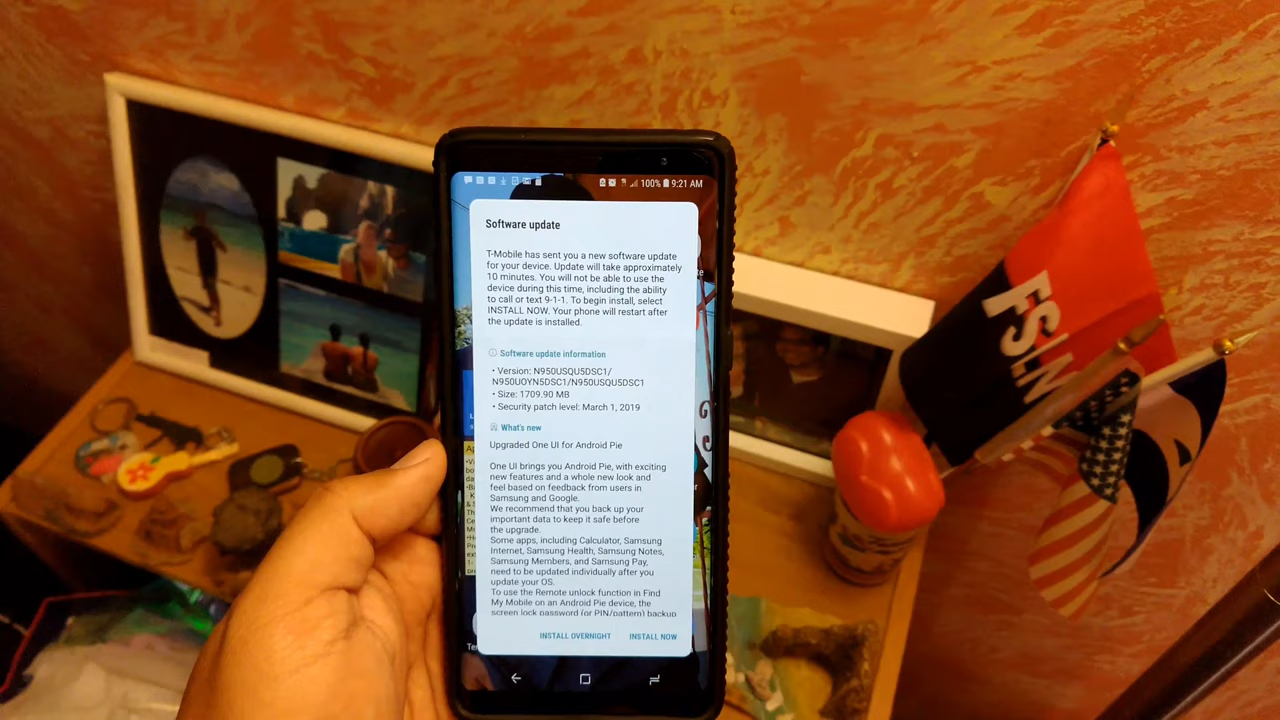 100% 9:21 AM
Software update
T-Mobile has sent you a new software update
for your device. Update will take approximately
10 minutes. You will not be able to use the
device during this time, including the ability
to call or text 9-1-1. To begin install, select
INSTALL NOW. Your phone will restart after
the update is installed.
Software update information
• Version: N950USQU5DSC1/
N950UOYN5DSC1/N950USQU5DSC1
• Size: 1709.90 MB
• Security patch level: March 1, 2019
What's new
Upgraded One UI for Android Pie
One UI brings you Android Pie, with exciting
new features and a whole new look and
feel based on feedback from users in
Samsung and Google.
We recommend that you back up your
important data to keep it safe before
the upgrade.
Some apps, including Calculator, Samsung
Internet, Samsung Health, Samsung Notes,
Samsung Members, and Samsung Pay,
need to be updated individually after you
update your OS.
To use the Remote unlock function in Find
My Mobile on an Android Pie device, the
screen lock password (or PIN/pattern) backup
INSTALL OVERNIGHT INSTALL NOW